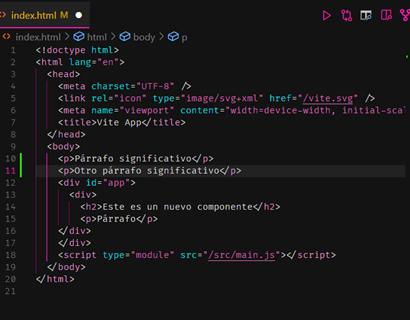 index.html M
index.html > html > body > p
1 <!doctype html>
2 <html lang="en">
3 <head>
4 <meta charset="UTF-8" />
5 <link rel="icon" type="image/svg+xml" href="/vite.svg" />
6 <meta name="viewport" content="width=device-width, initial-scal
7 <title>Vite App</title>
8 </head>
9 <body>
10 <p>Párrafo significativo</p>
11 <p>Otro párrafo significativo</p>
12 <div id="app">
13 <div>
14 <h2>Este es un nuevo componente</h2>
15 <p>Párrafo</p>
16 </div>
17 </div>
18 <script type="module" src="/src/main.js"></script>
19 </body>
20 </html>
21